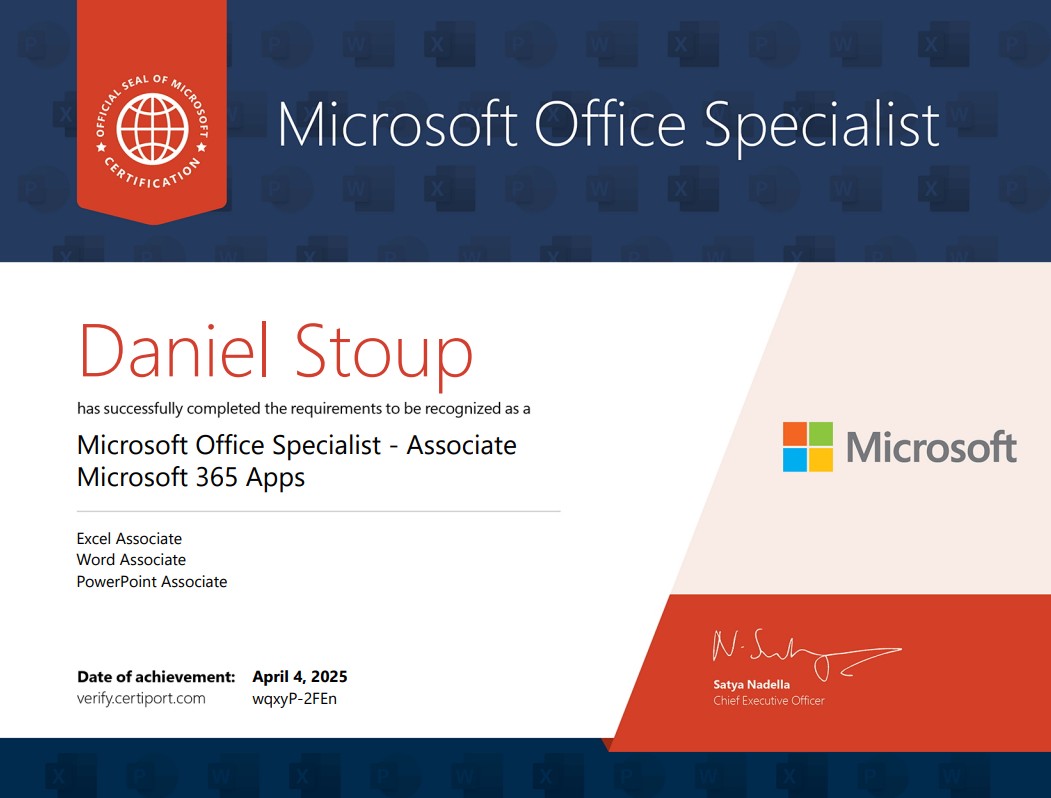 OFFICIAL SEAL OF MICROSOFT
CERTIFICATION
Microsoft Office Specialist
Daniel Stoup
has successfully completed the requirements to be recognized as a
Microsoft Office Specialist - Associate
Microsoft 365 Apps
Excel Associate
Word Associate
PowerPoint Associate
Microsoft
Date of achievement: April 4, 2025
verify.certiport.com wqxyP-2FEn
Satya Nadella
Chief Executive Officer